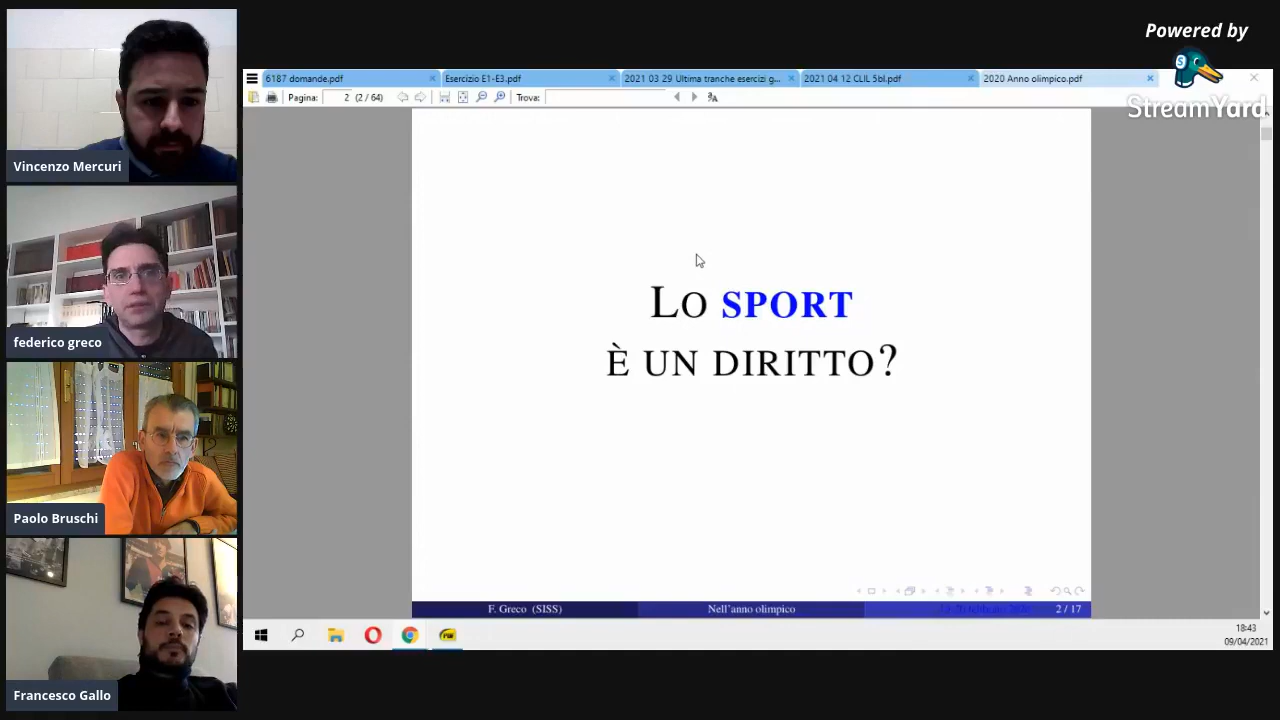 Powered by
StreamYard
Vincenzo Mercuri
federico greco
Paolo Bruschi
Francesco Gallo
6187 domande.pdf
Esercizio E1-E3.pdf
2021 03 29 Ultima tranche esercizi g...
2021 04 12 CLIL 5bl.pdf
2020 Anno olimpico.pdf
Pagina: 2 (2 / 64) Trova:
Lo SPORT
È UN DIRITTO?
F. Greco (SISS) Nell'anno olimpico 2 / 17
18:43
09/04/2021